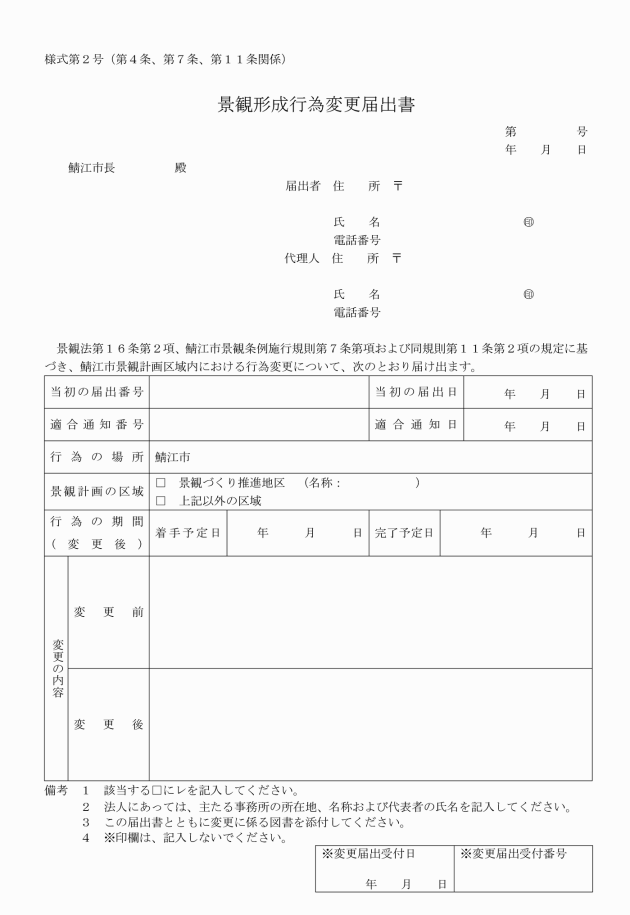 様式第２号（第４条、第７条、第１１条関係）
景観形成行為変更届出書
第　　　　　号
年　　月　　日
鯖江市長　　　　　殿
届出者　住　　所　〒
氏　　名　　　　　　　　　　　　㊞
電話番号
代理人　住　　所　〒
氏　　名　　　　　　　　　　　　㊞
電話番号
景観法第１６条第２項、鯖江市景観条例施行規則第７条第項および同規則第１１条第２項の規定に基
づき、鯖江市景観計画区域内における行為変更について、次のとおり届け出ます。
当初の届出番号　当初の届出日　年　　月　　日
適合通知番号　適合通知日　年　　月　　日
行為の場所　鯖江市
景観計画の区域　□　景観づくり推進地区　（名称：　　　　　　）
□　上記以外の区域
行為の期間
（変更後）　着手予定日　年　　月　　日　完了予定日　年　　月　　日
変更の内容
変更前
変更後
備考　１　該当する□にレを記入してください。
２　法人にあっては、主たる事務所の所在地、名称および代表者の氏名を記入してください。
３　この届出書とともに変更に係る図書を添付してください。
４　※印欄は、記入しないでください。
※変更届出受付日　※変更届出受付番号
年　　月　　日